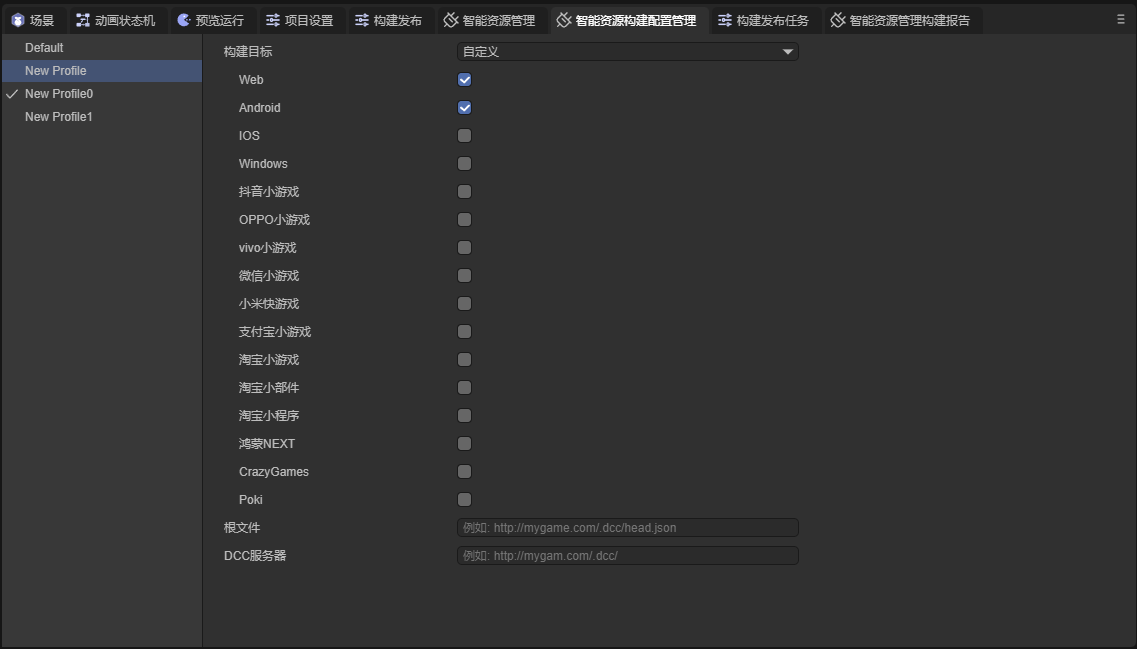 场景 动画状态机 预览运行 项目设置 构建发布 智能资源管理 智能资源构建配置管理 构建发布任务 智能资源管理构建报告
Default
New Profile
New Profile0
New Profile1
构建目标 自定义
Web
Android
IOS
Windows
抖音小游戏
OPPO小游戏
vivo小游戏
微信小游戏
小米快游戏
支付宝小游戏
淘宝小游戏
淘宝小部件
淘宝小程序
鸿蒙NEXT
CrazyGames
Poki
根文件 例如: http://mygame.com/.dcc/head.json
DCC服务器 例如: http://mygam.com/.dcc/